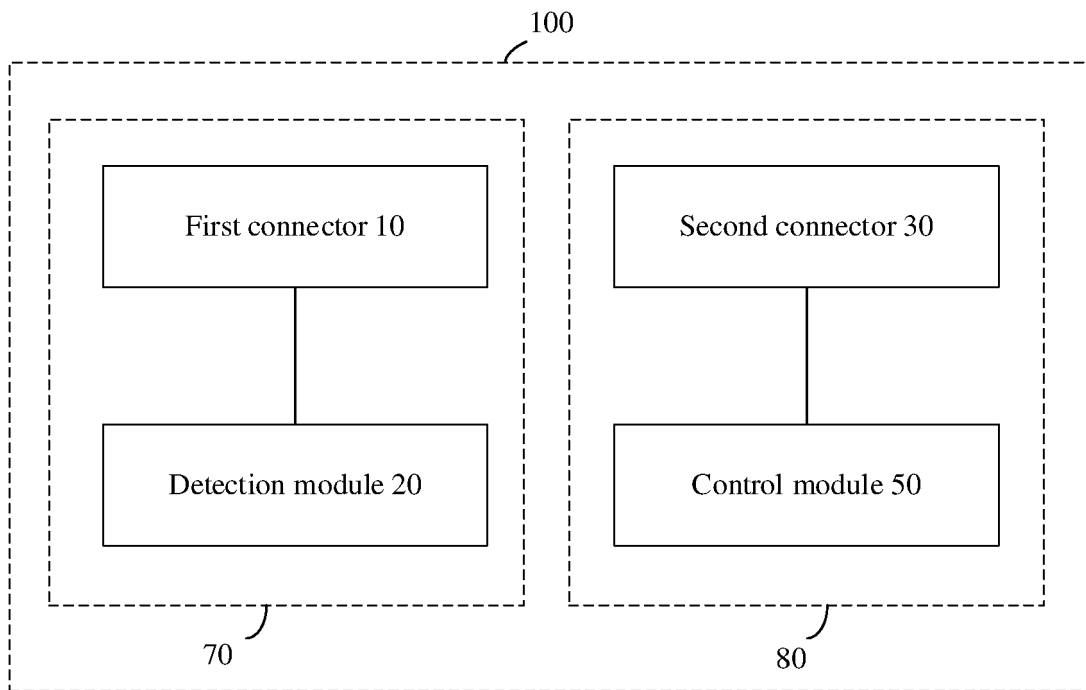 100
First connector 10
Second connector 30
Detection module 20
Control module 50
70
80